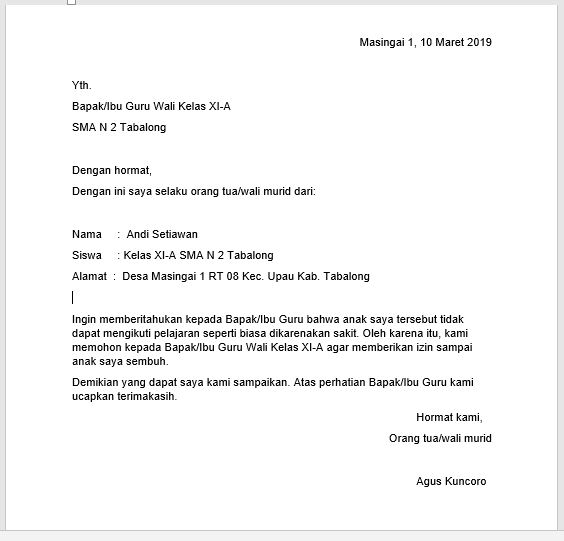 Masingai 1, 10 Maret 2019
Yth.
Bapak/Ibu Guru Wali Kelas XI-A
SMA N 2 Tabalong
Dengan hormat,
Dengan ini saya selaku orang tua/wali murid dari:
Nama : Andi Setiawan
Siswa : Kelas XI-A SMA N 2 Tabalong
Alamat : Desa Masingai 1 RT 08 Kec. Upau Kab. Tabalong
Ingin memberitahukan kepada Bapak/Ibu Guru bahwa anak saya tersebut tidak
dapat mengikuti pelajaran seperti biasa dikarenakan sakit. Oleh karena itu, kami
memohon kepada Bapak/Ibu Guru Wali Kelas XI-A agar memberikan izin sampai
anak saya sembuh.
Demikian yang dapat saya kami sampaikan. Atas perhatian Bapak/Ibu Guru kami
ucapkan terimakasih.
Hormat kami,
Orang tua/wali murid
Agus Kuncoro